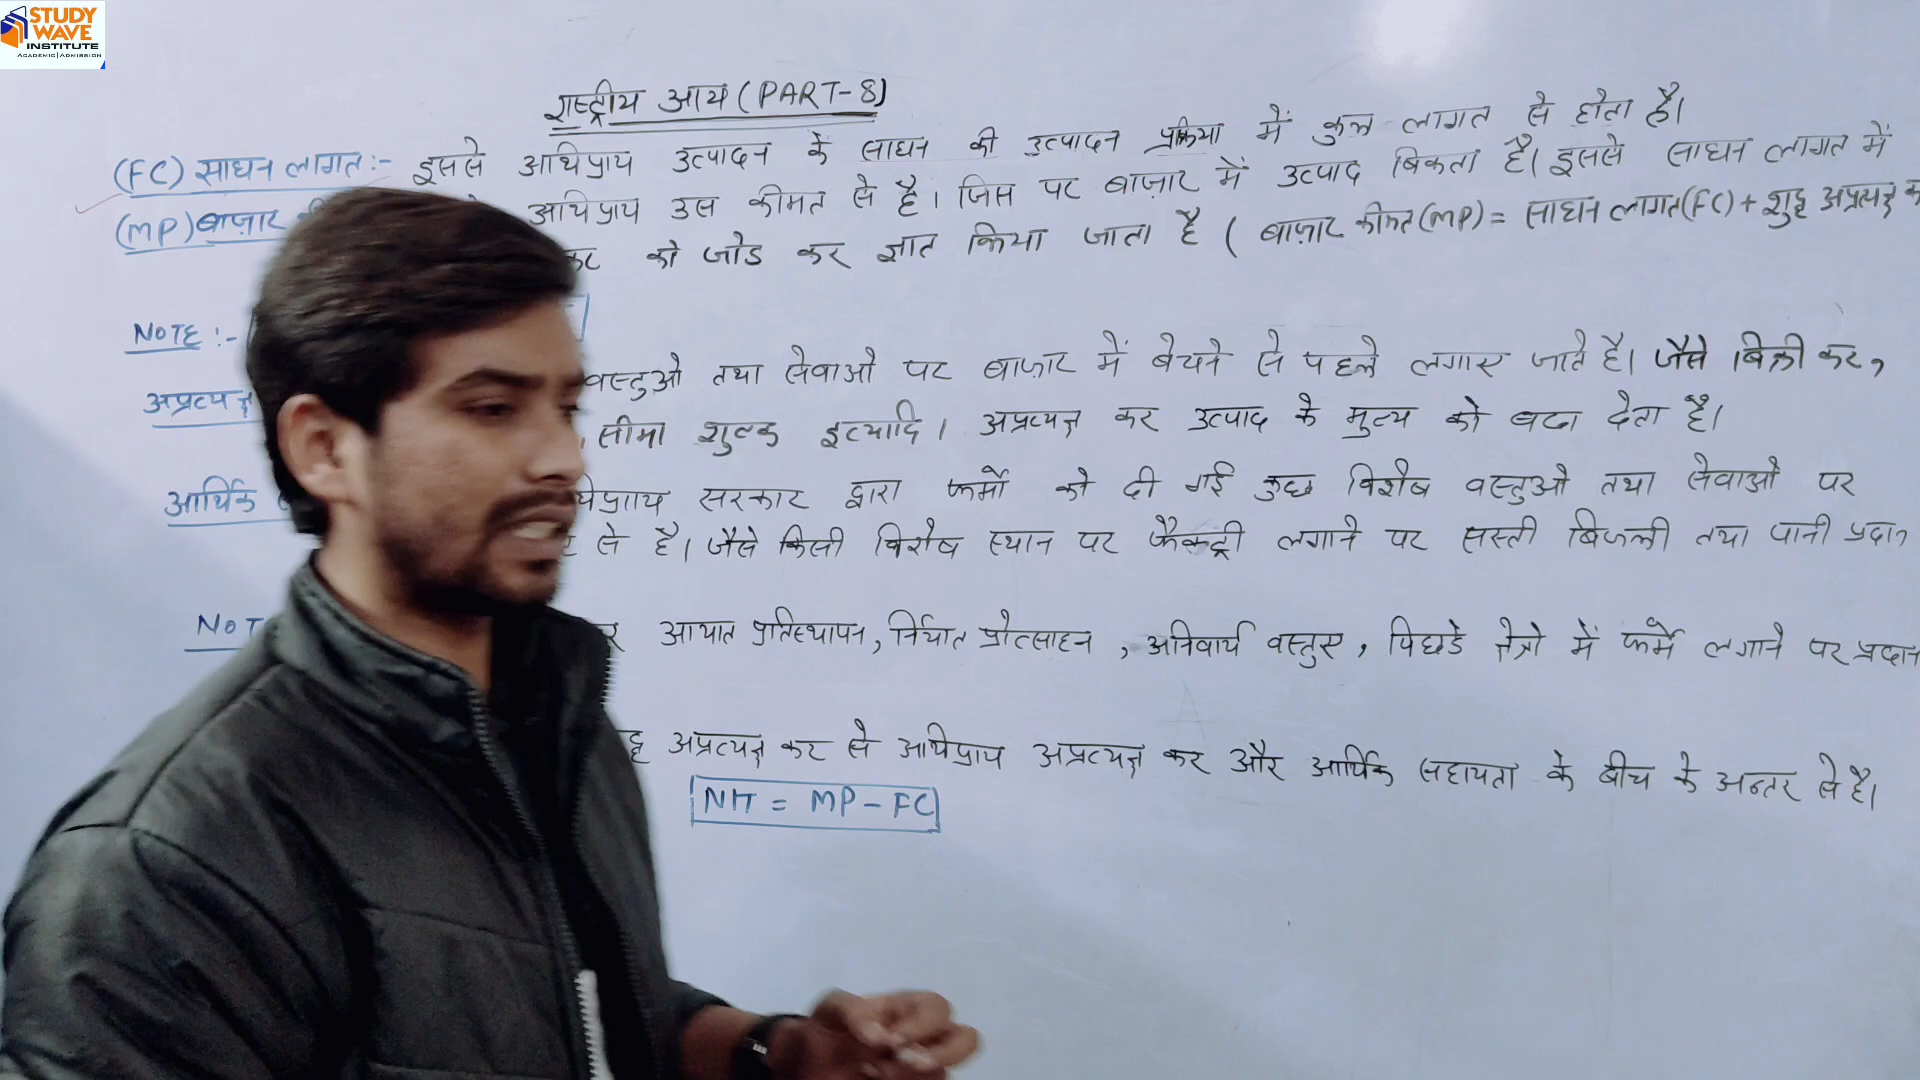 STUDY
WAVE
INSTITUTE
ACADEMIC|ADMISSION
राष्ट्रीय आय (PART-8)
(FC) साधन लागत :- इससे अभिप्राय उत्पादन के साधन की उत्पादन प्रक्रिया में कुल लागत से होता है।
(MP) बाज़ार अभिप्राय उस कीमत से है। जिस पर बाज़ार में उत्पाद बिकता है। इससे साधन लागत में
कर को जोड कर ज्ञात किया जाता है ( बाज़ार कीमत (MP) = साधन लागत (FC) + शुद्ध अप्रत्यक्ष
NOTE :-
अप्रत्यक्ष वस्तुओ तथा सेवाओ पर बाज़ार में बेचने से पहले लगाए जाते है। जैसे बिक्री कर,
सीमा शुल्क इत्यादि। अप्रत्यक्ष कर उत्पाद के मुल्य को बढा देता है।
आर्थिक सरकार द्वारा फर्मो को दी गई कुछ विशेष वस्तुओ तथा सेवाओ पर
से है। जैसे किसी विशेष स्थान पर फैक्ट्री लगाने पर सस्ती बिजली तथा पानी
आयात प्रतिस्थापन, निर्यात प्रोत्साहन, अनिवार्य वस्तुए, पिछडे क्षेत्रो में फर्मे लगाने पर प्रदान
अप्रत्यक्ष कर से अभिप्राय अप्रत्यक्ष कर और आर्थिक सहायता के बीच के अन्तर से है।
NIT = MP - FC